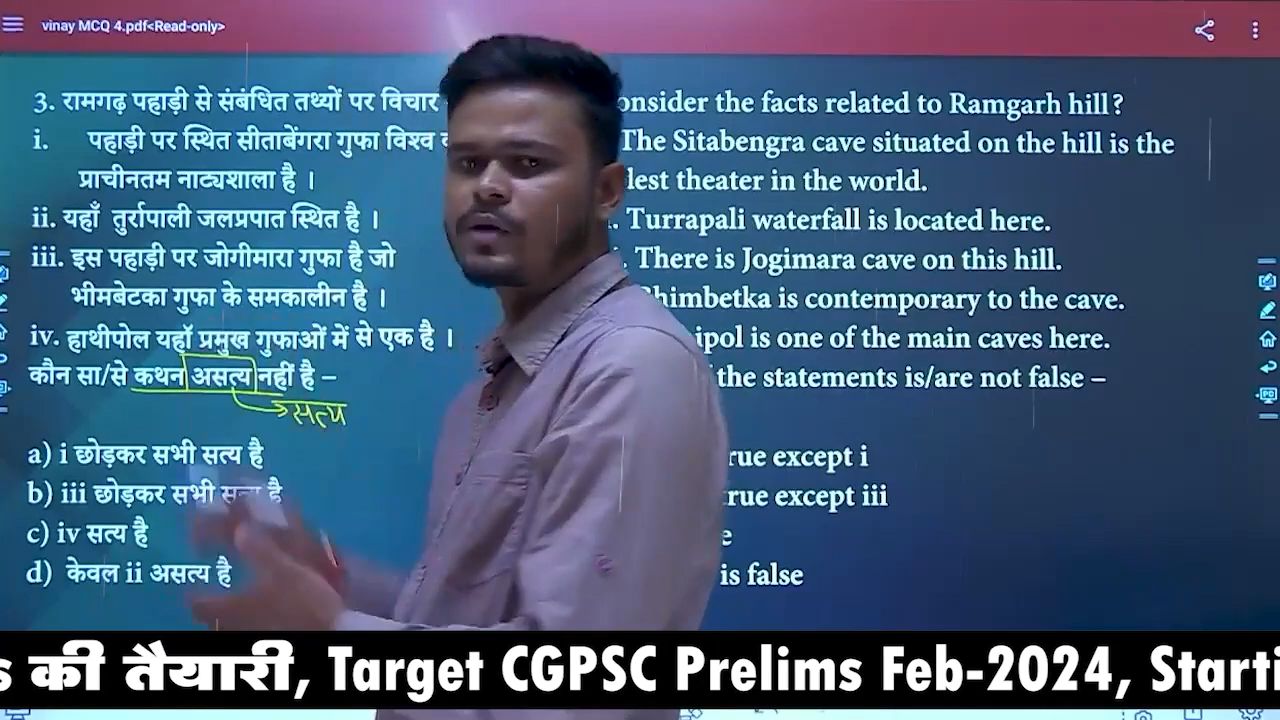 vinay MCQ 4.pdf<Read-only>
3. रामगढ़ पहाड़ी से संबंधित तथ्यों पर विचार
i. पहाड़ी पर स्थित सीताबेंगरा गुफा विश्व
प्राचीनतम नाट्यशाला है ।
ii. यहाँ तुर्रापाली जलप्रपात स्थित है ।
iii. इस पहाड़ी पर जोगीमारा गुफा है जो
भीमबेटका गुफा के समकालीन है ।
iv. हाथीपोल यहाॅ प्रमुख गुफाओं में से एक है ।
कौन सा/से कथन असत्य नहीं है –
सत्य
a) i छोड़कर सभी सत्य है
b) iii छोड़कर सभी सत्य है
c) iv सत्य है
d) केवल ii असत्य है
onsider the facts related to Ramgarh hill?
The Sitabengra cave situated on the hill is the
lest theater in the world.
. Turrapali waterfall is located here.
. There is Jogimara cave on this hill.
Bhimbetka is contemporary to the cave.
ipol is one of the main caves here.
the statements is/are not false –
rue except i
true except iii
e
is false
s की तैयारी, Target CGPSC Prelims Feb-2024, Starti